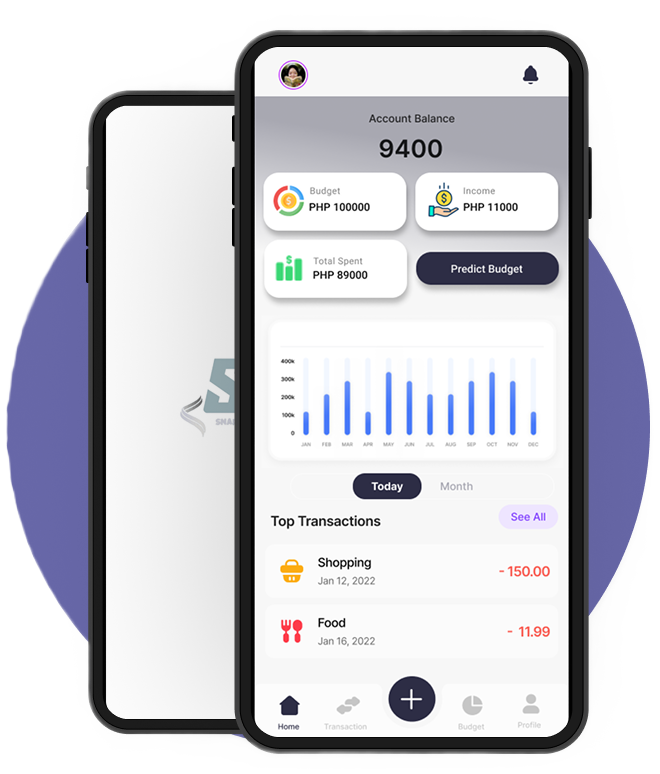 Account Balance
9400
Budget
PHP 100000
Income
PHP 11000
Total Spent
PHP 89000
Predict Budget
400k
300k
200k
100k
0
JAN FEB MAR APR MAY JUN JUL AUG SEP OCT NOV DEC
Today Month
Top Transactions See All
Shopping
Jan 12, 2022
- 150.00
Food
Jan 16, 2022
- 11.99
Home Transaction Budget Profile